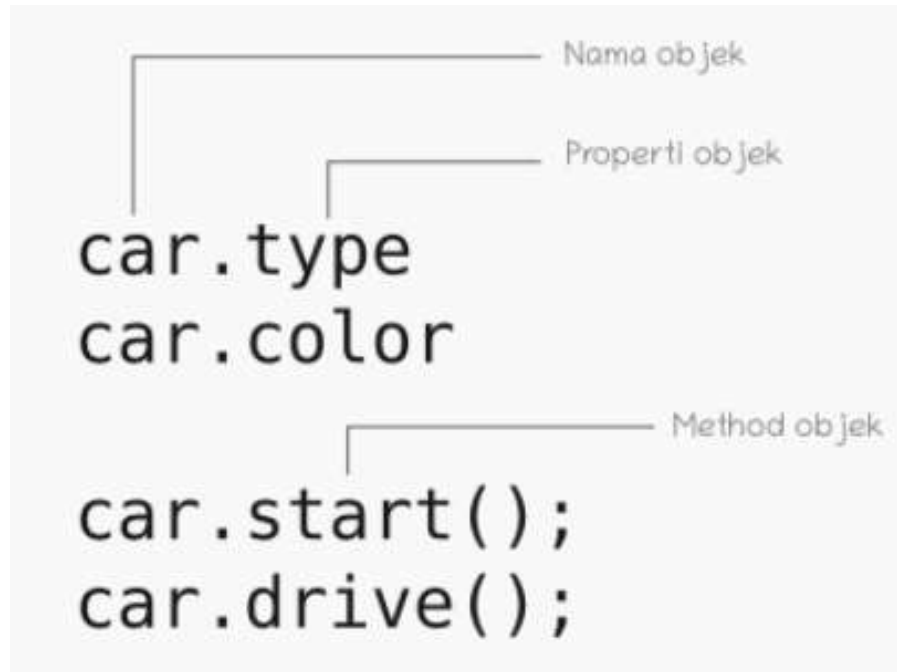 Nama objek
Properti objek
car.type
car.color
Method objek
car.start();
car.drive();